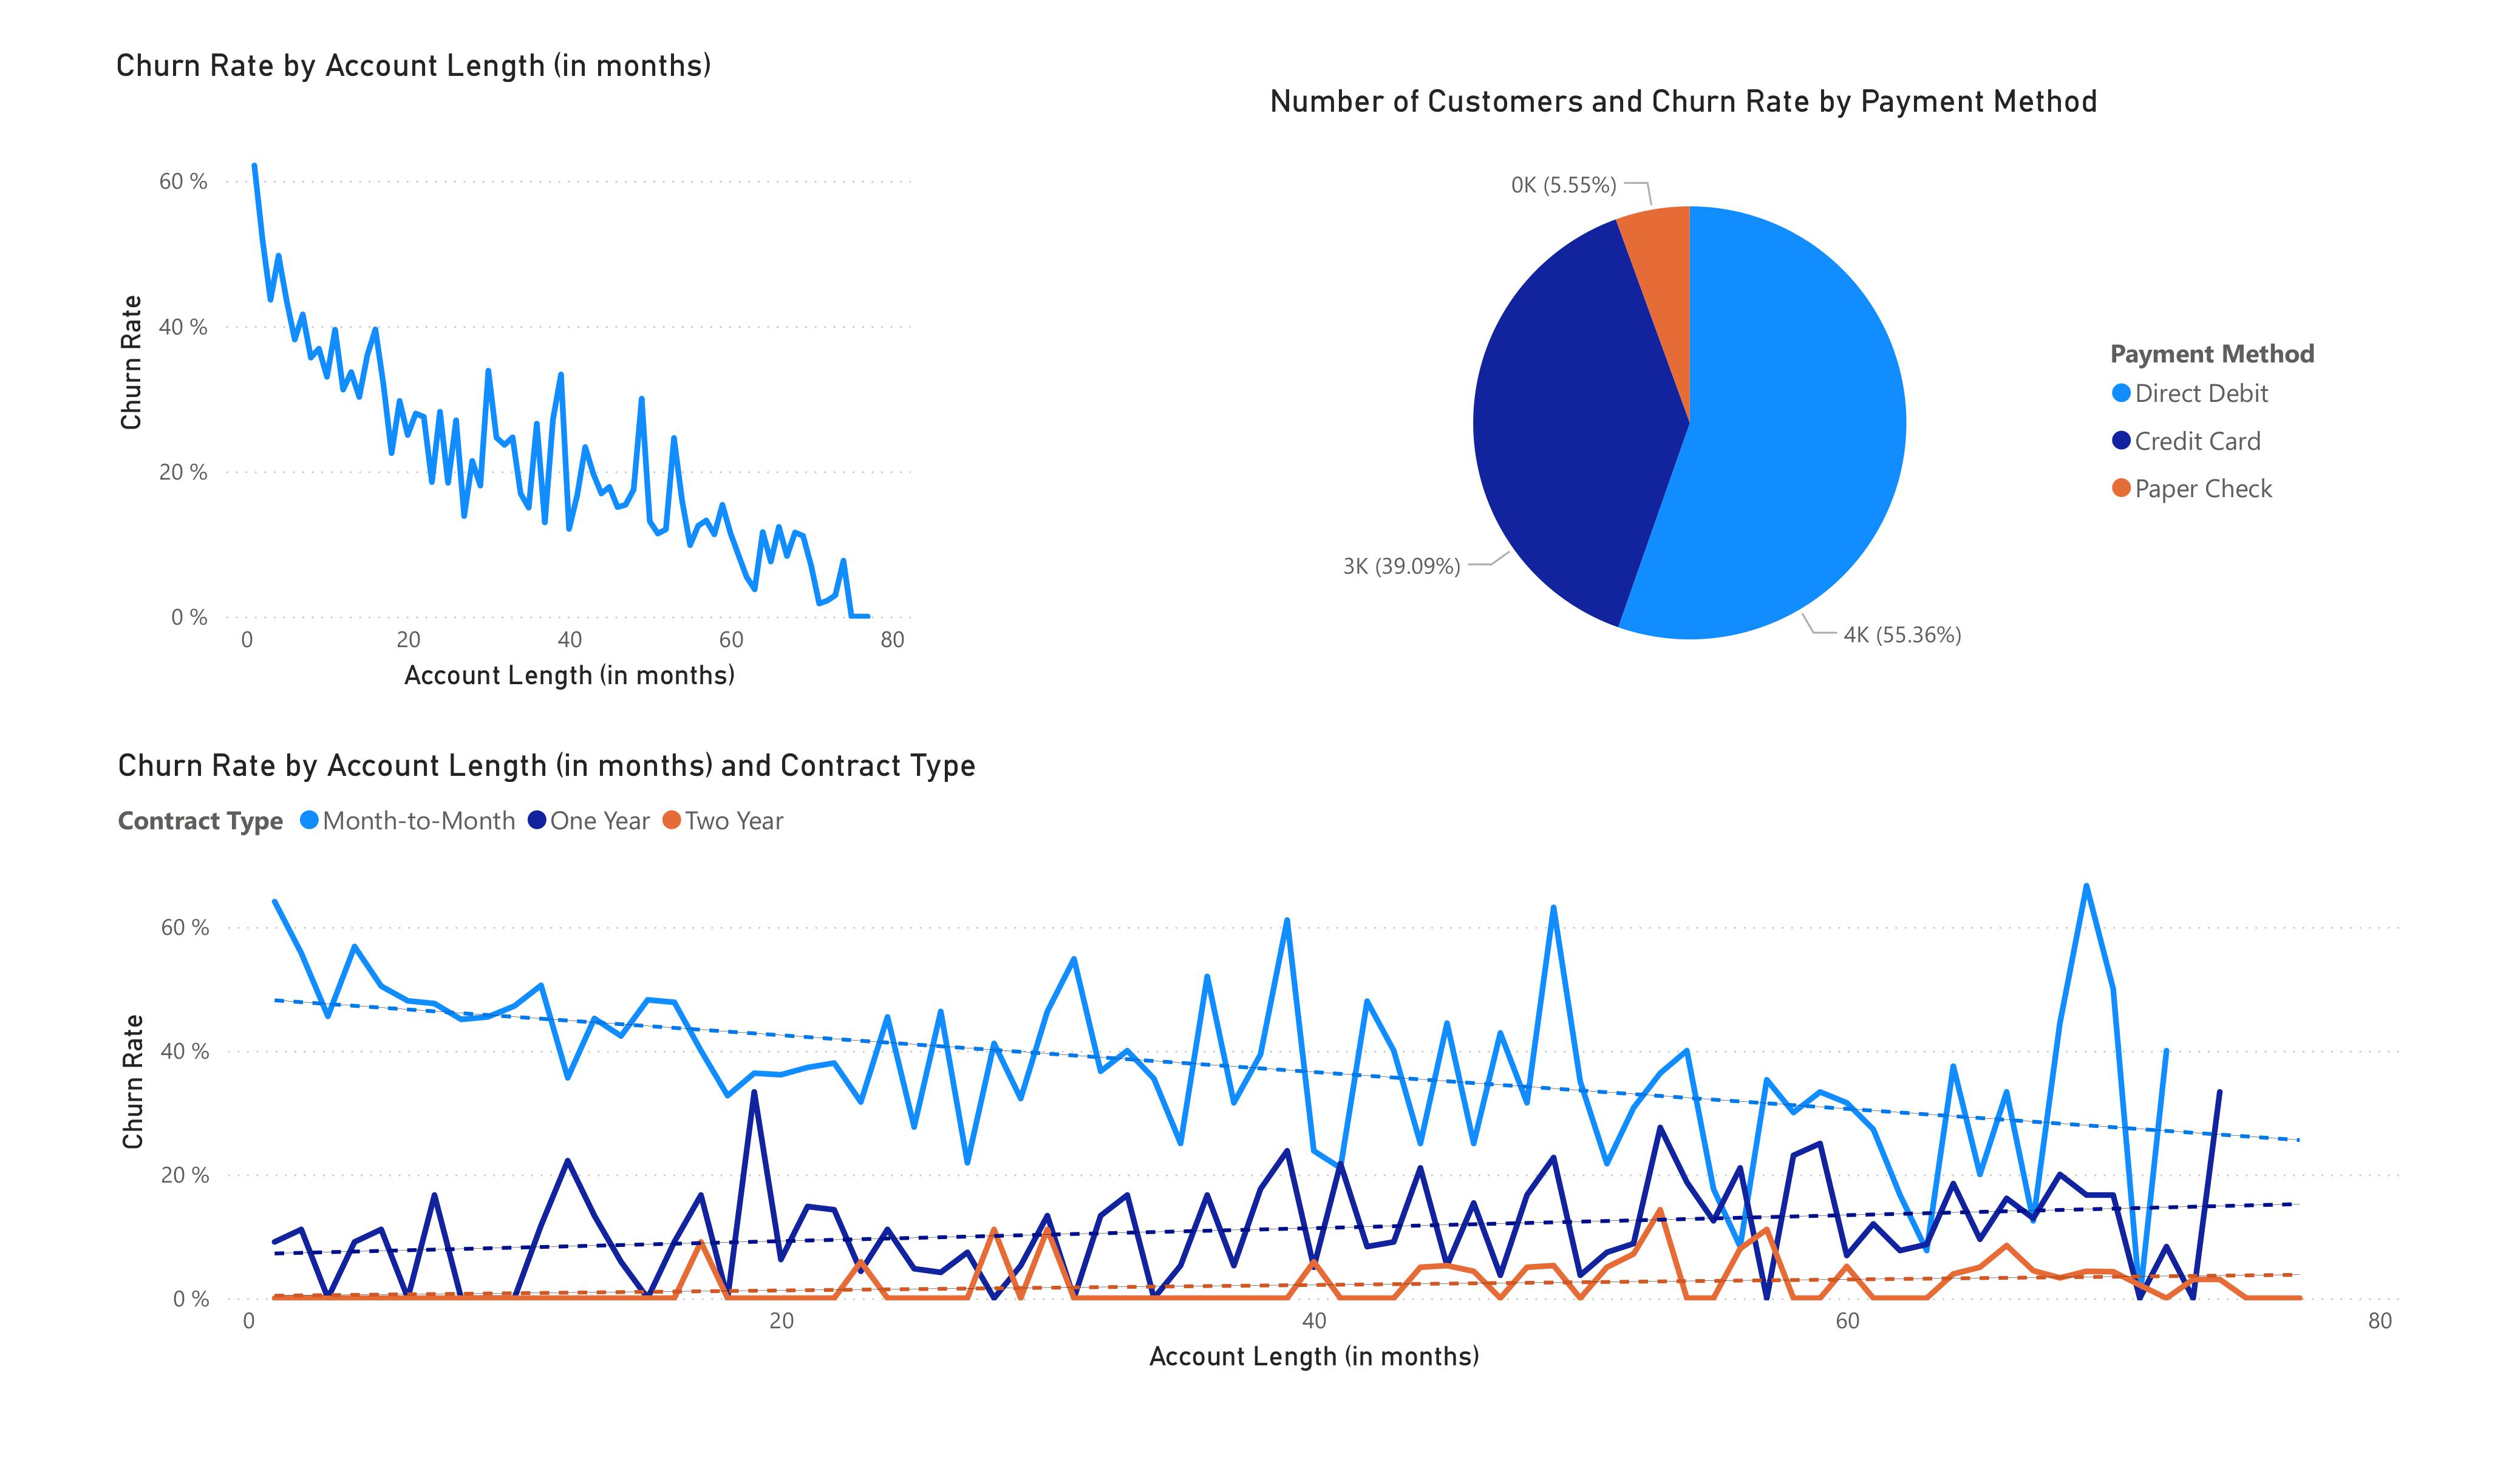 Churn Rate by Account Length (in months)
60 %
40 %
20 %
0 %
Churn Rate
0 20 40 60 80
Account Length (in months)
Number of Customers and Churn Rate by Payment Method
0K (5.55%)
3K (39.09%)
4K (55.36%)
Payment Method
Direct Debit
Credit Card
Paper Check
Churn Rate by Account Length (in months) and Contract Type
Contract Type Month-to-Month One Year Two Year
60 %
40 %
20 %
0 %
Churn Rate
0 20 40 60 80
Account Length (in months)